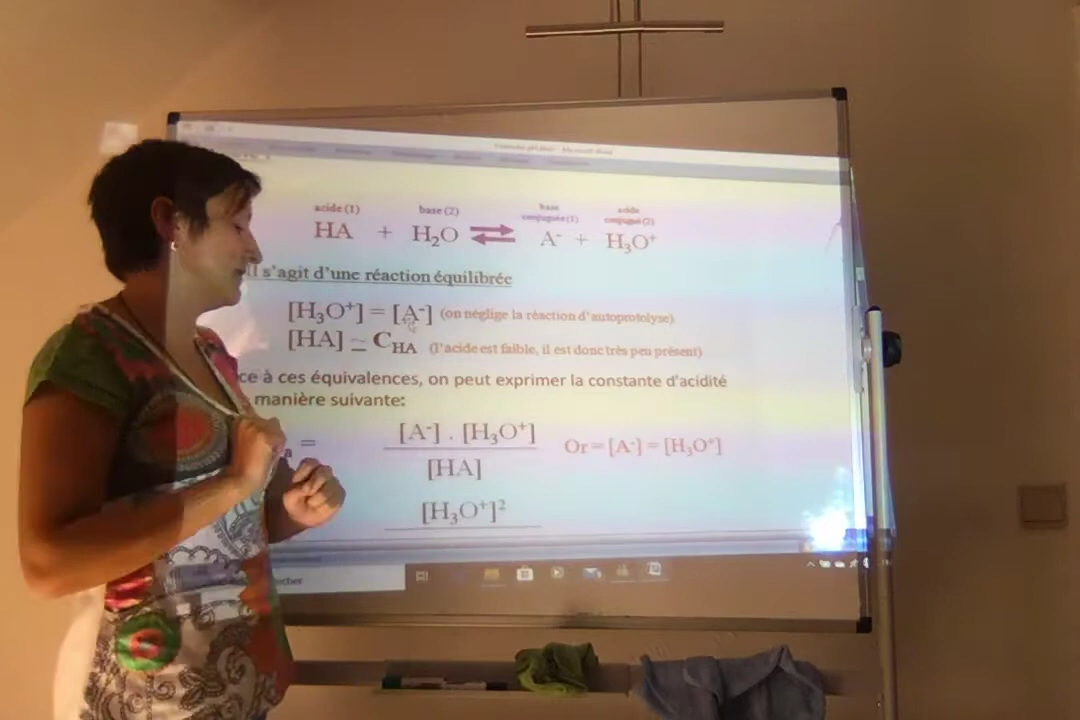 acide (1) base (2) base conjuguée (1) acide conjugué (2)
HA + H₂O ⇌ A⁻ + H₃O⁺
Il s'agit d'une réaction équilibrée
[H₃O⁺] = [A⁻] (on néglige la réaction d'autoprotolyse)
[HA] ≃ C_HA (l'acide est faible, il est donc très peu présent)
ce à ces équivalences, on peut exprimer la constante d'acidité
manière suivante:
a = [A⁻] . [H₃O⁺] Or = [A⁻] = [H₃O⁺]
[HA]
[H₃O⁺]²